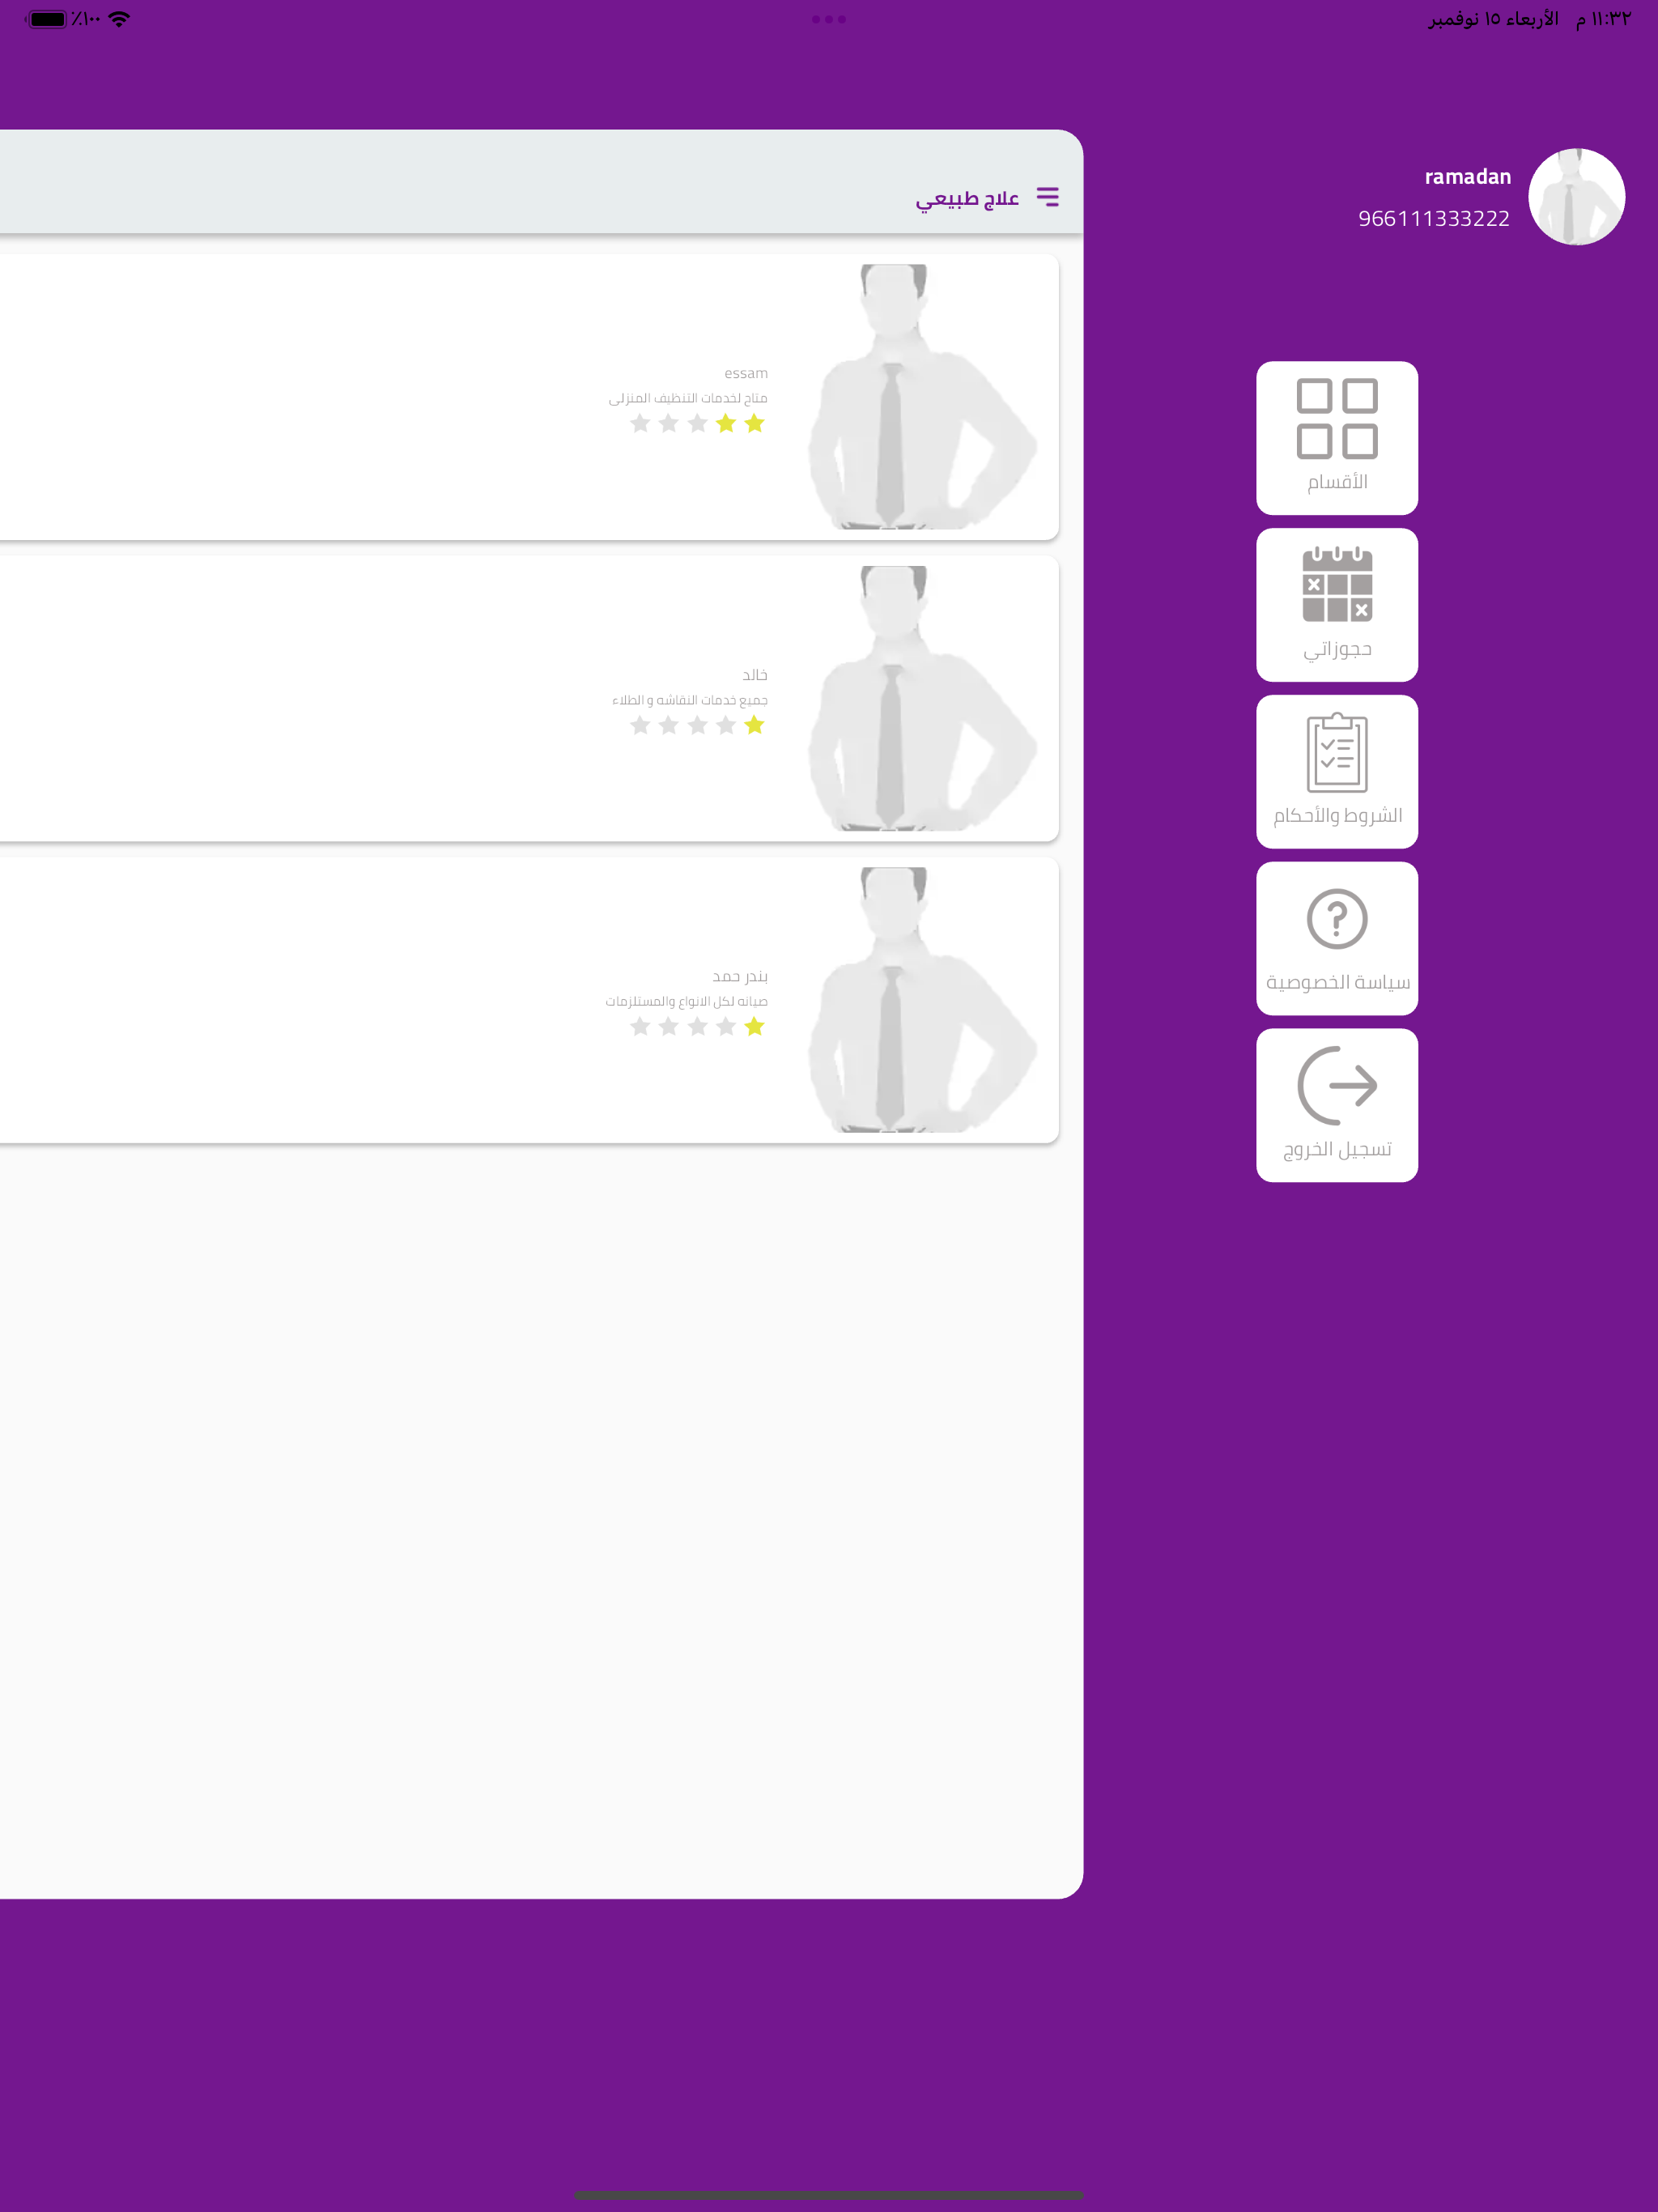 ١١:٣٢ م الأربعاء ١٥ نوفمبر
٪١٠٠
ramadan
966111333222
الأقسام
حجوزاتي
الشروط والأحكام
سياسة الخصوصية
تسجيل الخروج
علاج طبيعي
essam
متاح لخدمات التنظيف المنزلى
خالد
جميع خدمات النقاشه و الطلاء
بندر حمد
صيانه لكل الانواع والمستلزمات